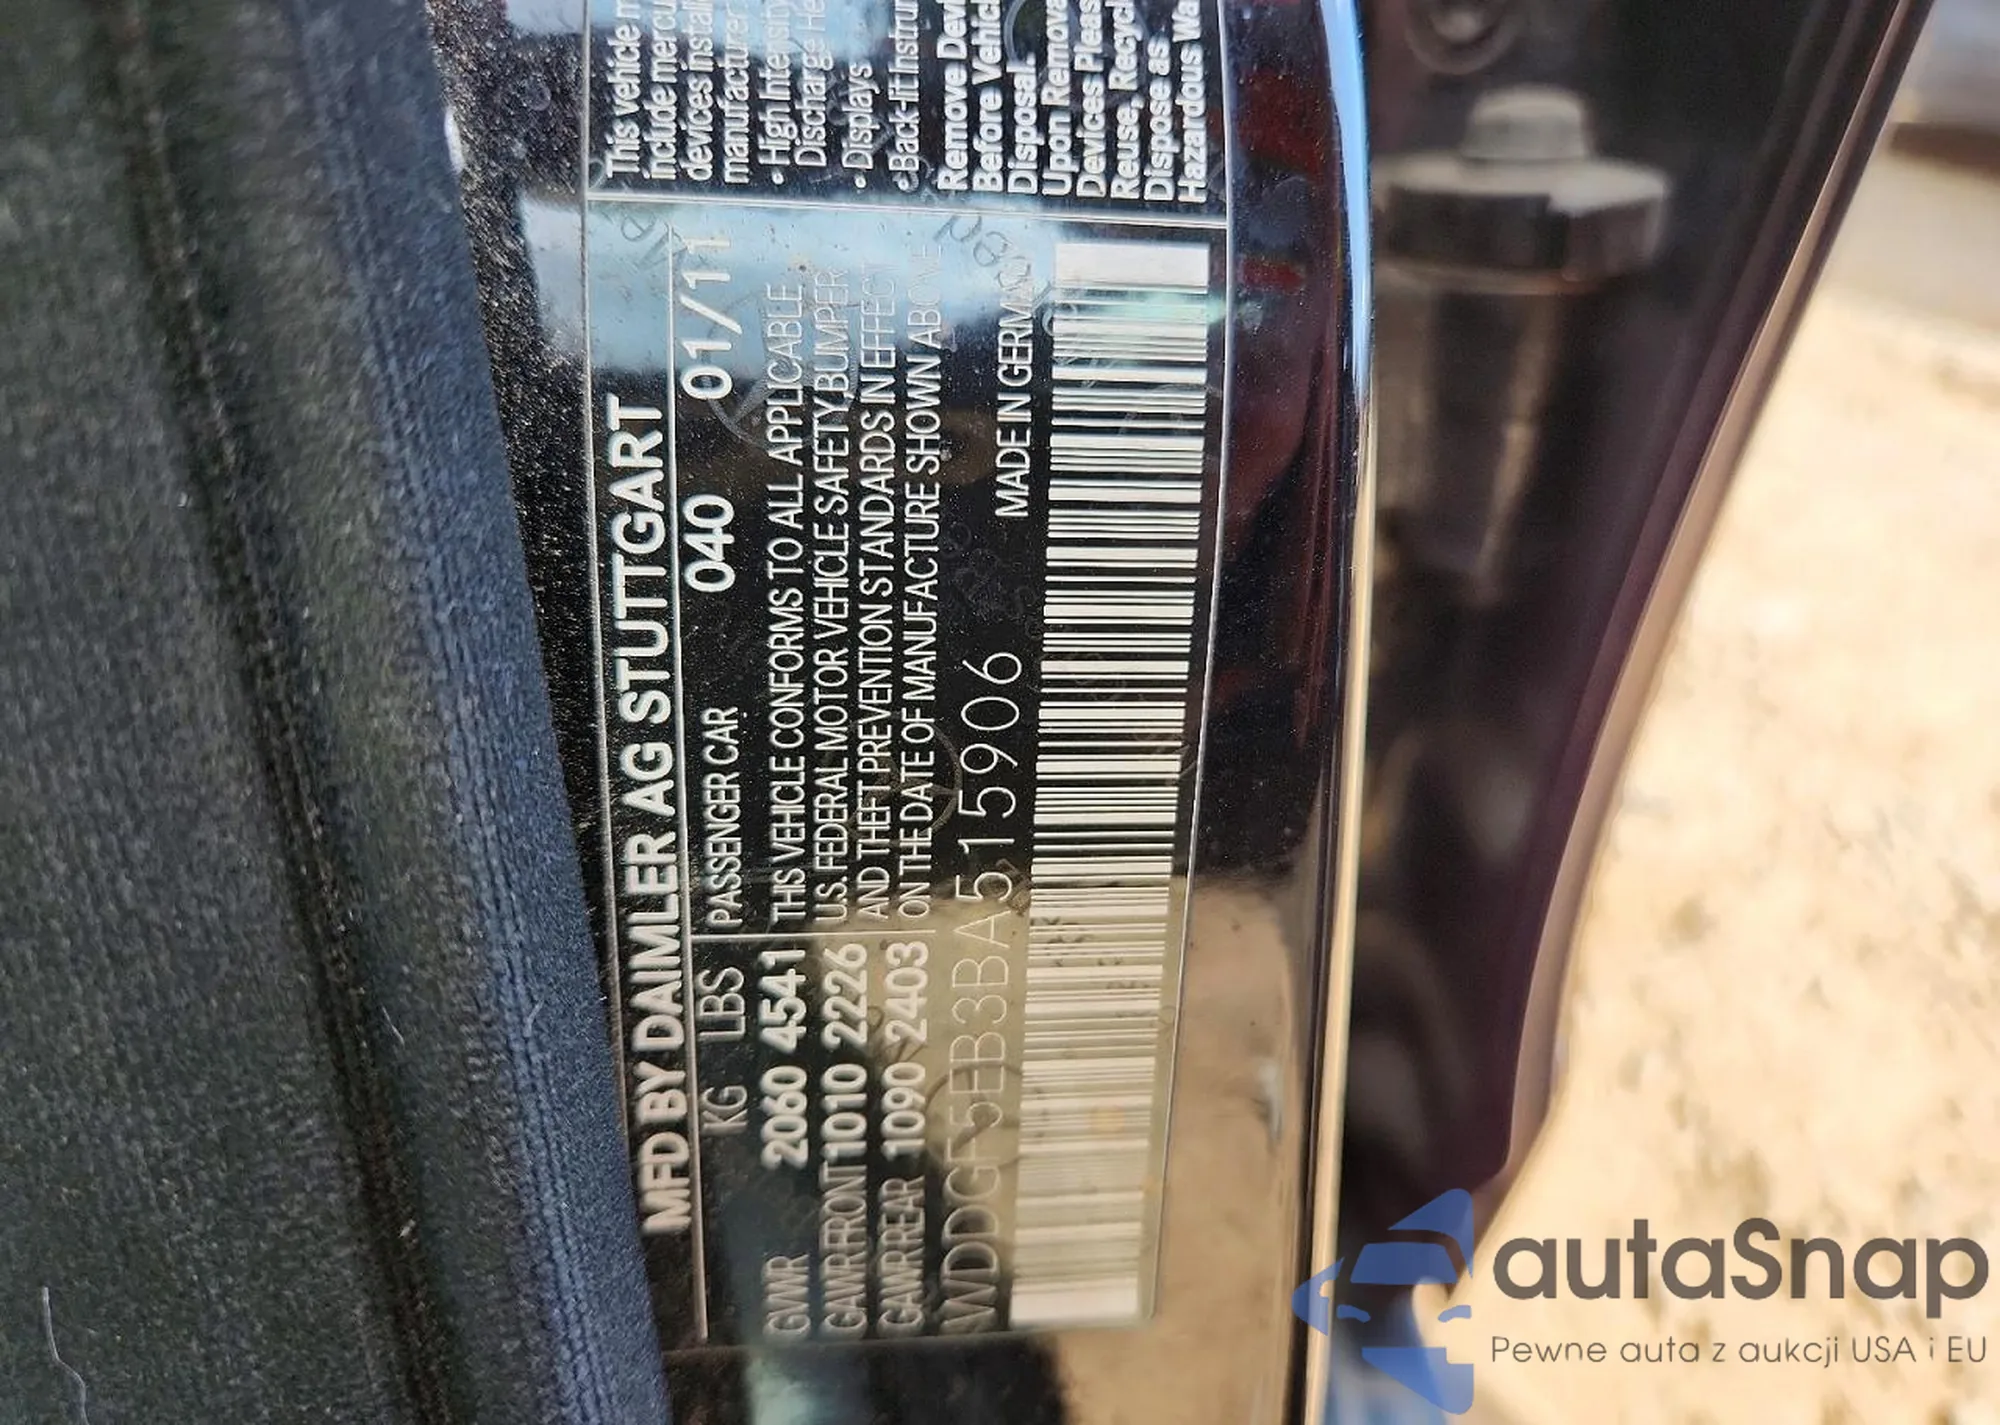 MFD BY DAIMLER AG STUTTGART
KG LBS PASSENGER CAR 040 01/11
GVWR 2060 4541 THIS VEHICLE CONFORMS TO ALL APPLICABLE
GAWR FRONT 1010 2226 U.S. FEDERAL MOTOR VEHICLE SAFETY, BUMPER
GAWR REAR 1090 2403 AND THEFT PREVENTION STANDARDS IN EFFECT
ON THE DATE OF MANUFACTURE SHOWN ABOVE
WDDGF5EB3BA515906 MADE IN GERMANY
This vehicle m
include mercu
devices install
manufacturer
• High Intensity
Discharge He
• Displays
• Back-lit Instrum
Remove Devi
Before Vehicl
Disposal.
Upon Remova
Devices Pleas
Reuse, Recycl
Dispose as
Hazardous Wa
autaSnap
Pewne auta z aukcji USA i EU